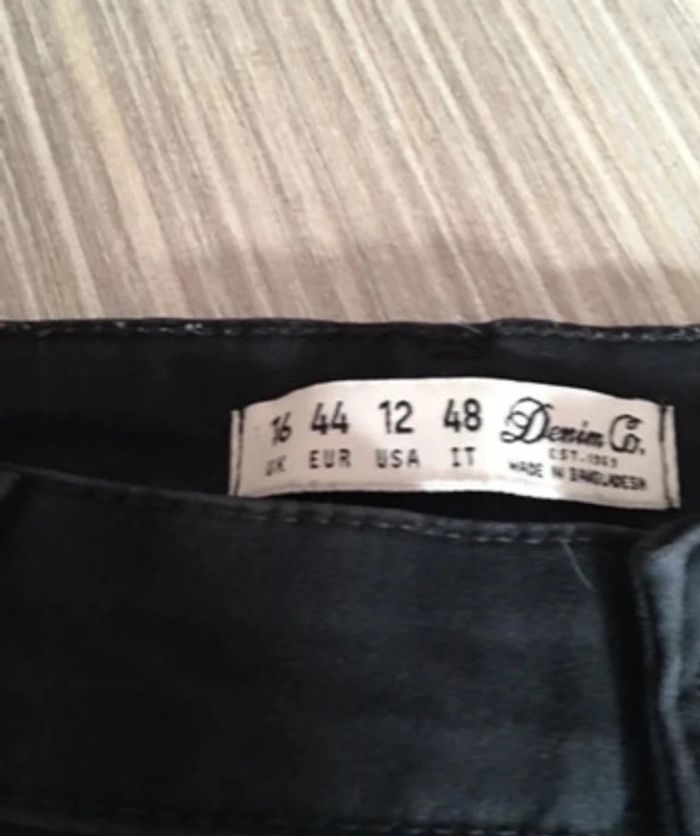 16 44 12 48 Denim Co.
UK EUR USA IT EST. 1969
MADE IN BANGLADESH